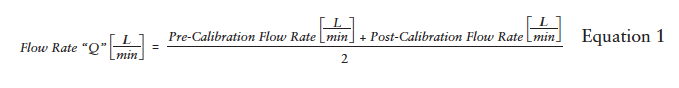 Flow Rate “Q” [L/min] = (Pre-Calibration Flow Rate [L/min] + Post-Calibration Flow Rate [L/min]) / 2 Equation 1